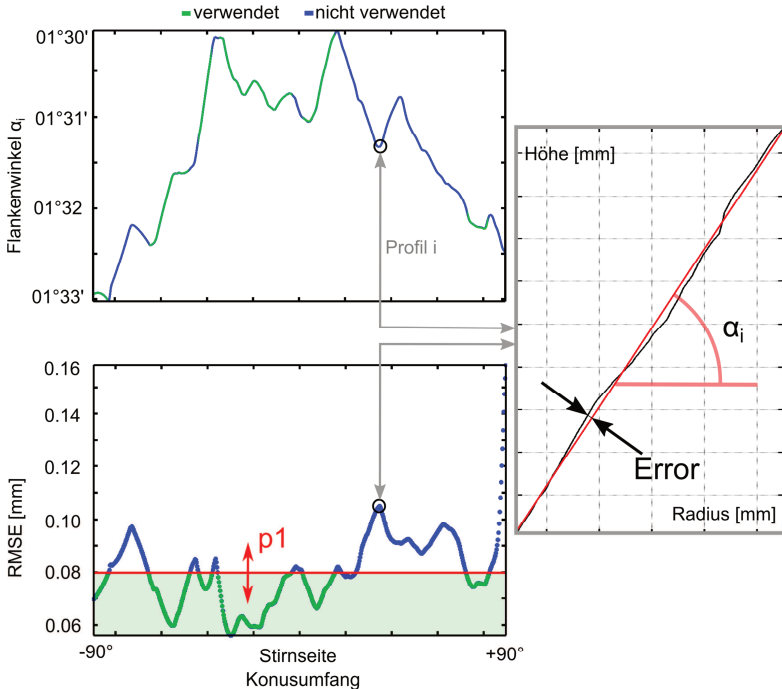 verwendet nicht verwendet
01°30'
01°31'
01°32
01°33'
Flankenwinkel αi
Profil i
Höhe [mm]
αi
Error
Radius [mm]
0.16
0.14
0.12
0.10
0.08
0.06
RMSE [mm]
p1
-90° Stirnseite +90°
Konusumfang